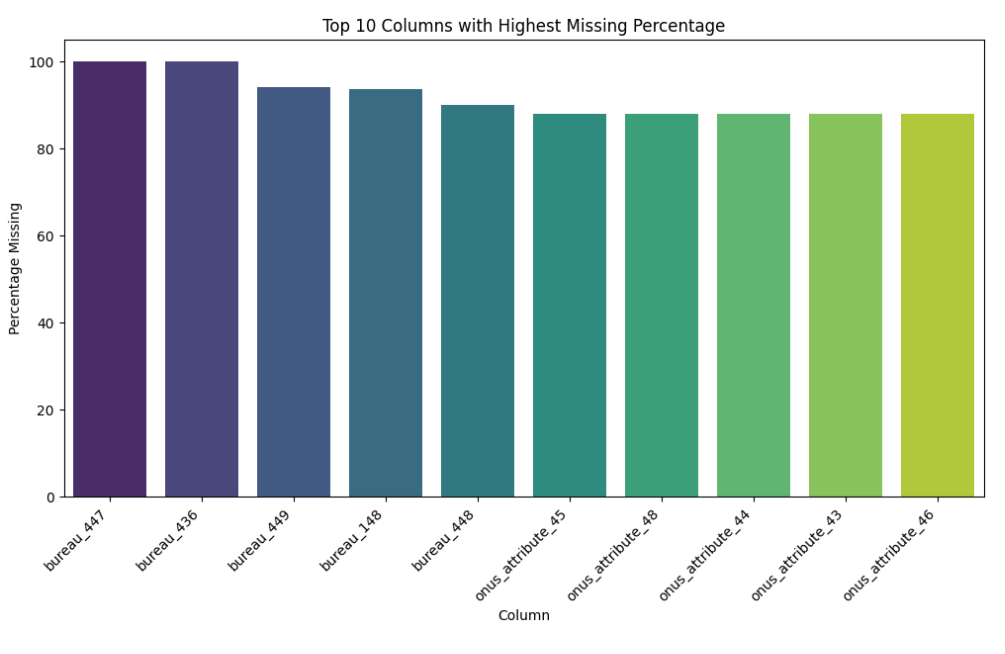 Top 10 Columns with Highest Missing Percentage
Percentage Missing
100
80
60
40
20
0
bureau_447
bureau_436
bureau_449
bureau_148
bureau_448
onus_attribute_45
onus_attribute_48
onus_attribute_44
onus_attribute_43
onus_attribute_46
Column